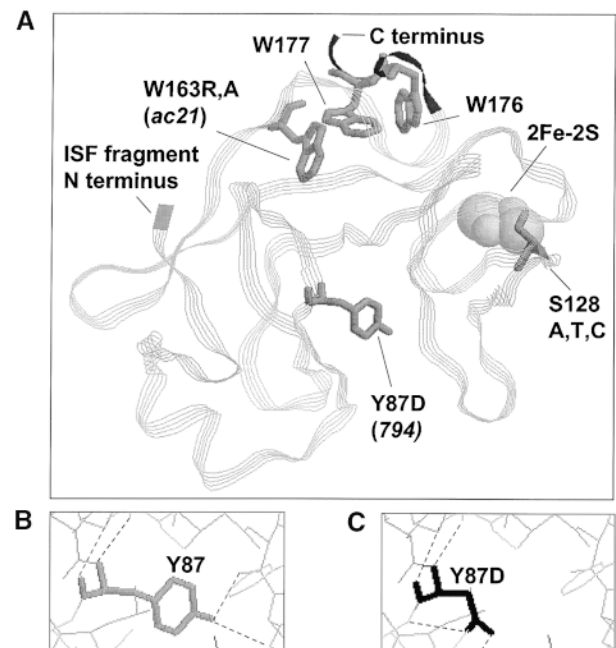 A
W177
C terminus
W163R,A
(ac21)
W176
ISF fragment
N terminus
2Fe-2S
S128
A,T,C
Y87D
(794)
B
Y87
C
Y87D